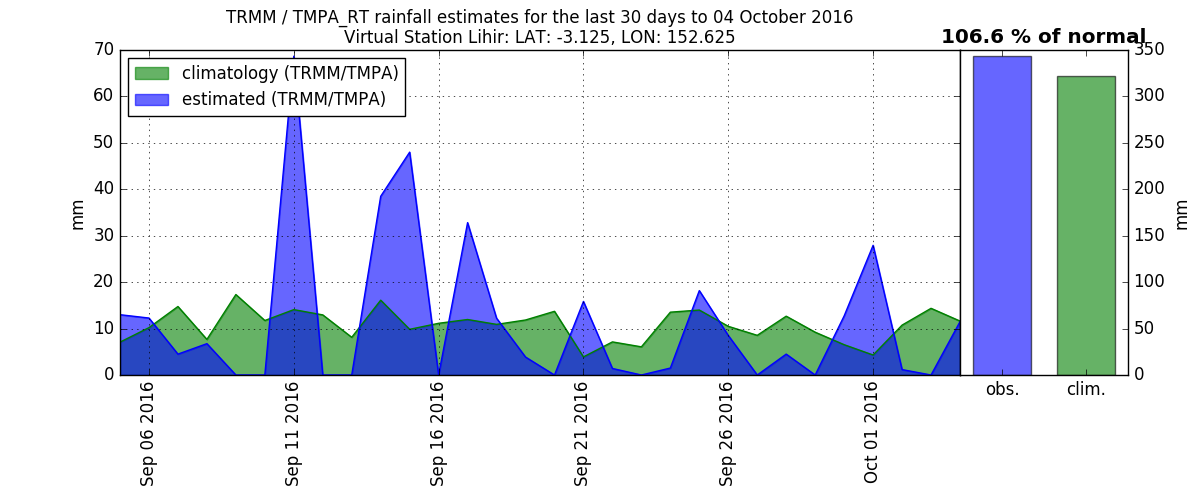 TRMM / TMPA_RT rainfall estimates for the last 30 days to 04 October 2016
Virtual Station Lihir: LAT: -3.125, LON: 152.625
106.6 % of normal
climatology (TRMM/TMPA)
estimated (TRMM/TMPA)
70
60
50
40
30
20
10
0
mm
Sep 06 2016
Sep 11 2016
Sep 16 2016
Sep 21 2016
Sep 26 2016
Oct 01 2016
obs.
clim.
350
300
250
200
150
100
50
0
mm